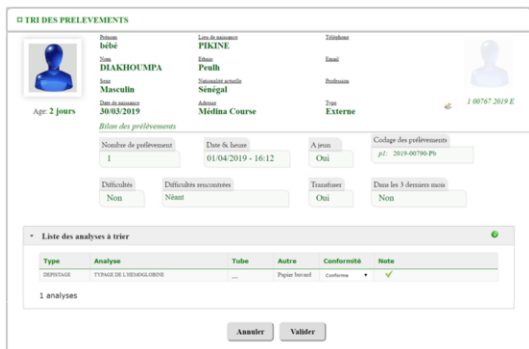 TRI DES PRELEVEMENTS
Prénom Lieu de naissance Téléphone
bébé PIKINE
Nom Ethnie Email
DIAKHOUMPA Peulh
Sexe Nationalité actuelle Profession
Masculin Sénégal
Date de naissance Adresse Type
Age: 2 jours 30/03/2019 Médina Course Externe 1 00767 2019 E
Bilan des prélèvements
Nombre de prélèvement Date & heure A jeun Codage des prélèvements
1 01/04/2019 - 16:12 Oui p1: 2019-00790-Pb
Difficultés Difficultés rencontrées Transfuser Dans les 3 derniers mois
Non Néant Oui Non
Liste des analyses à trier
Type Analyse Tube Autre Conformité Note
DEPISTAGE TYPAGE DE L'HEMOGLOBINE __ Papier buvard Conforme
1 analyses
Annuler Valider